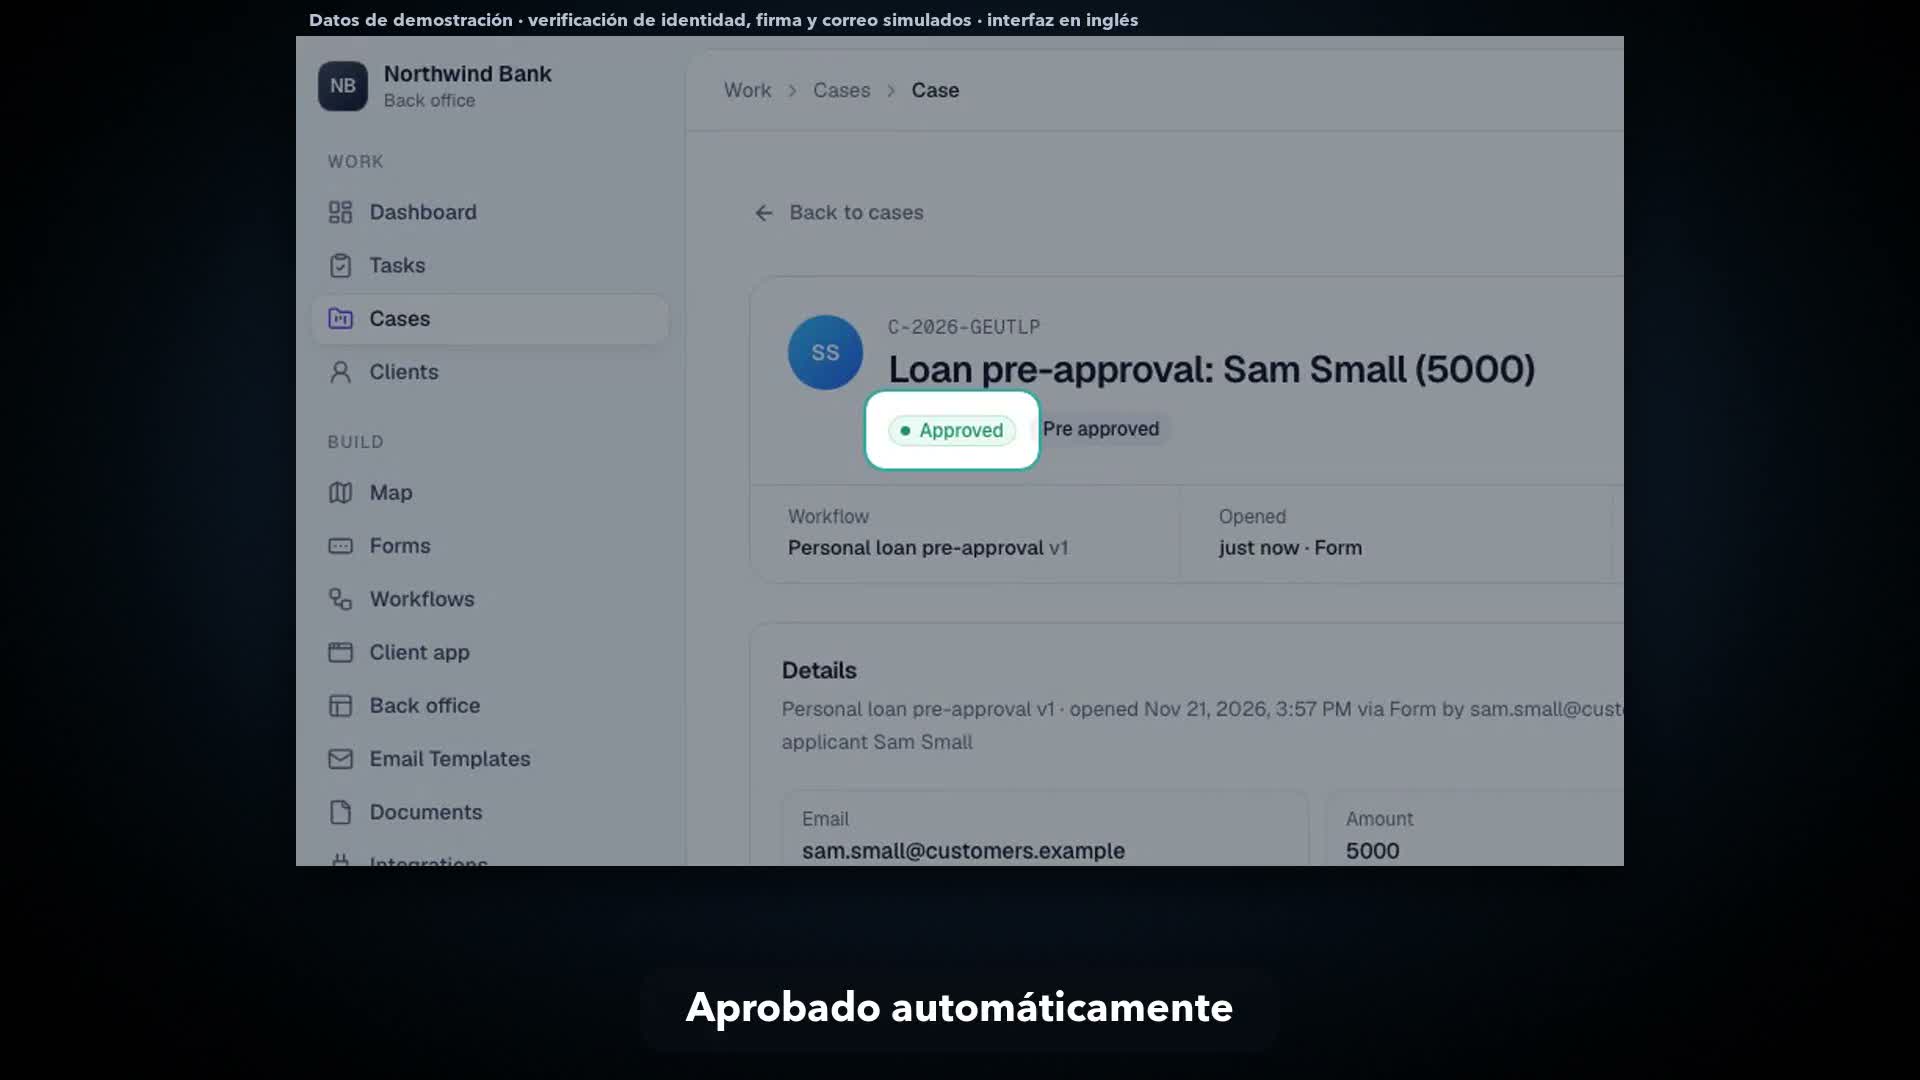 Datos de demostración · verificación de identidad, firma y correo simulados · interfaz en inglés
NB
Northwind Bank
Back office
Work > Cases > Case
WORK
Dashboard
Tasks
Cases
Clients
BUILD
Map
Forms
Workflows
Client app
Back office
Email Templates
Documents
Integrations
Back to cases
SS
C-2026-GEUTLP
Loan pre-approval: Sam Small (5000)
Approved
Pre approved
Workflow
Personal loan pre-approval v1
Opened
just now · Form
Details
Personal loan pre-approval v1 · opened Nov 21, 2026, 3:57 PM via Form by sam.small@cust
applicant Sam Small
Email
sam.small@customers.example
Amount
5000
Aprobado automáticamente